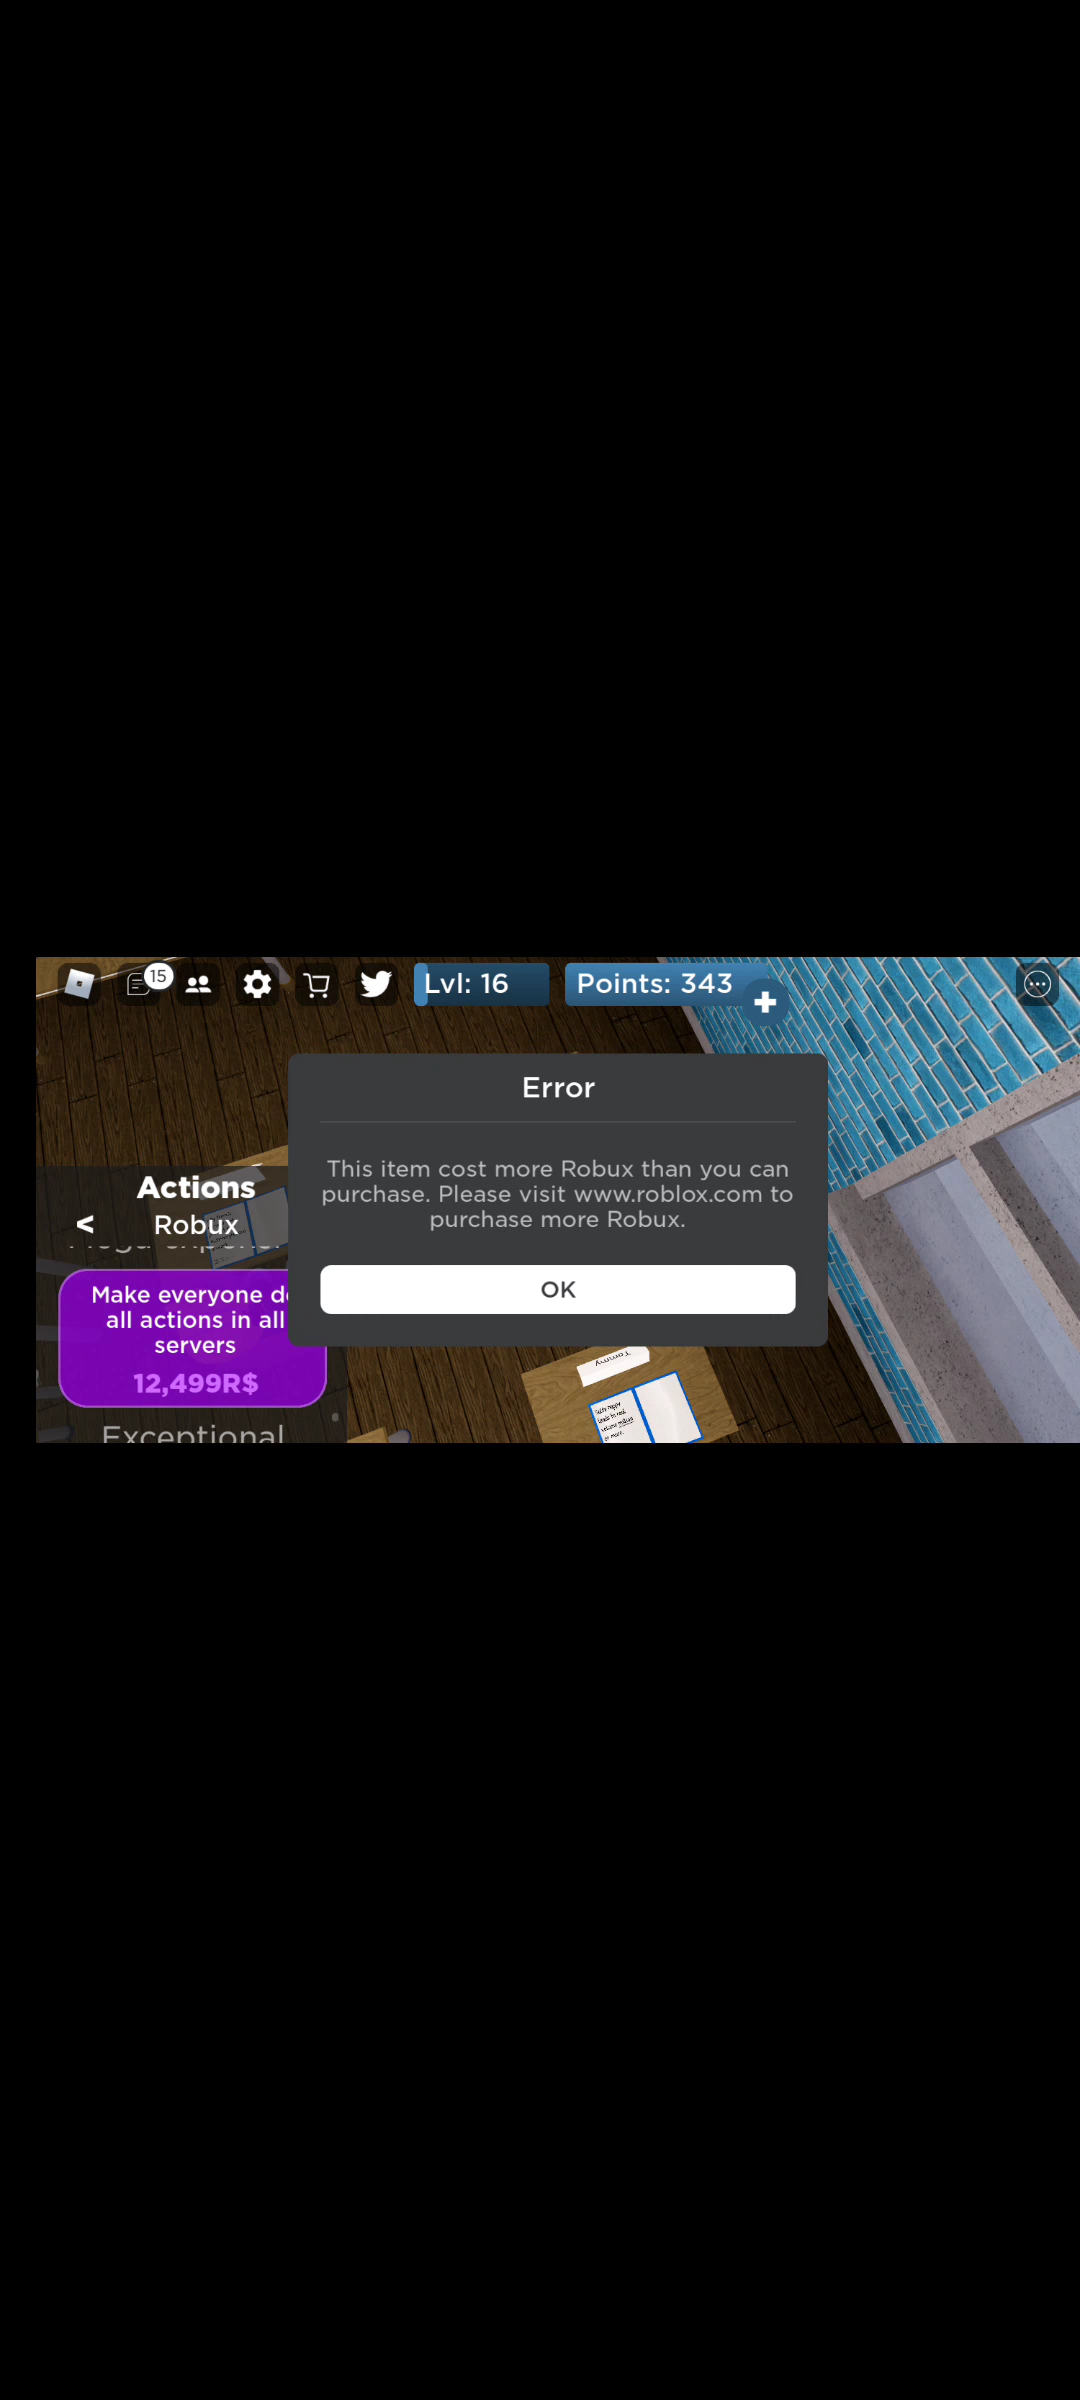 15
Lvl: 16
Points: 343
Error
This item cost more Robux than you can
purchase. Please visit www.roblox.com to
purchase more Robux.
OK
Actions
<
Robux
Make everyone d
all actions in all
servers
12,499R$
Exceptional
Tommy